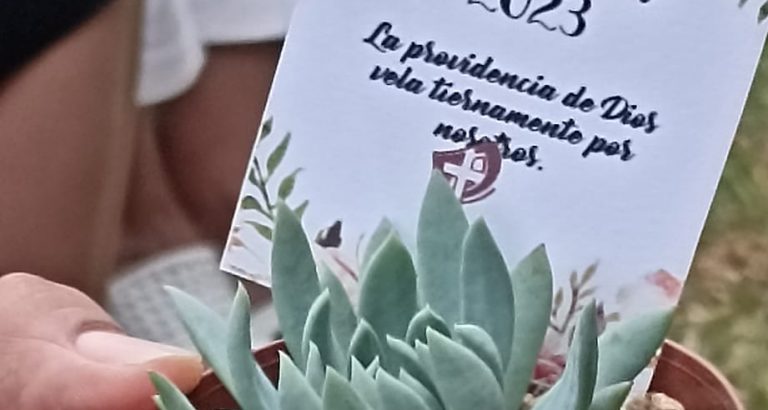 2023
La providencia de Dios
vela tiernamente por
nosotros.